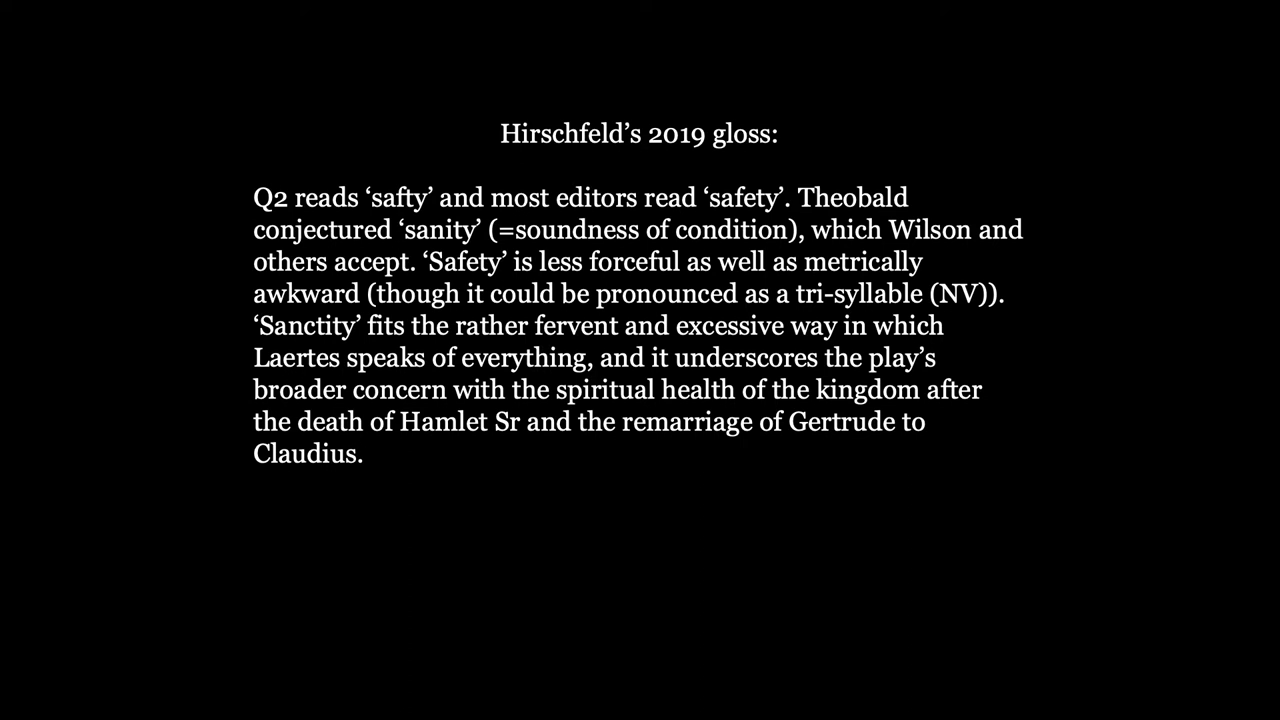 Hirschfeld’s 2019 gloss:
Q2 reads ‘safty’ and most editors read ‘safety’. Theobald
conjectured ‘sanity’ (=soundness of condition), which Wilson and
others accept. ‘Safety’ is less forceful as well as metrically
awkward (though it could be pronounced as a tri-syllable (NV)).
‘Sanctity’ fits the rather fervent and excessive way in which
Laertes speaks of everything, and it underscores the play’s
broader concern with the spiritual health of the kingdom after
the death of Hamlet Sr and the remarriage of Gertrude to
Claudius.